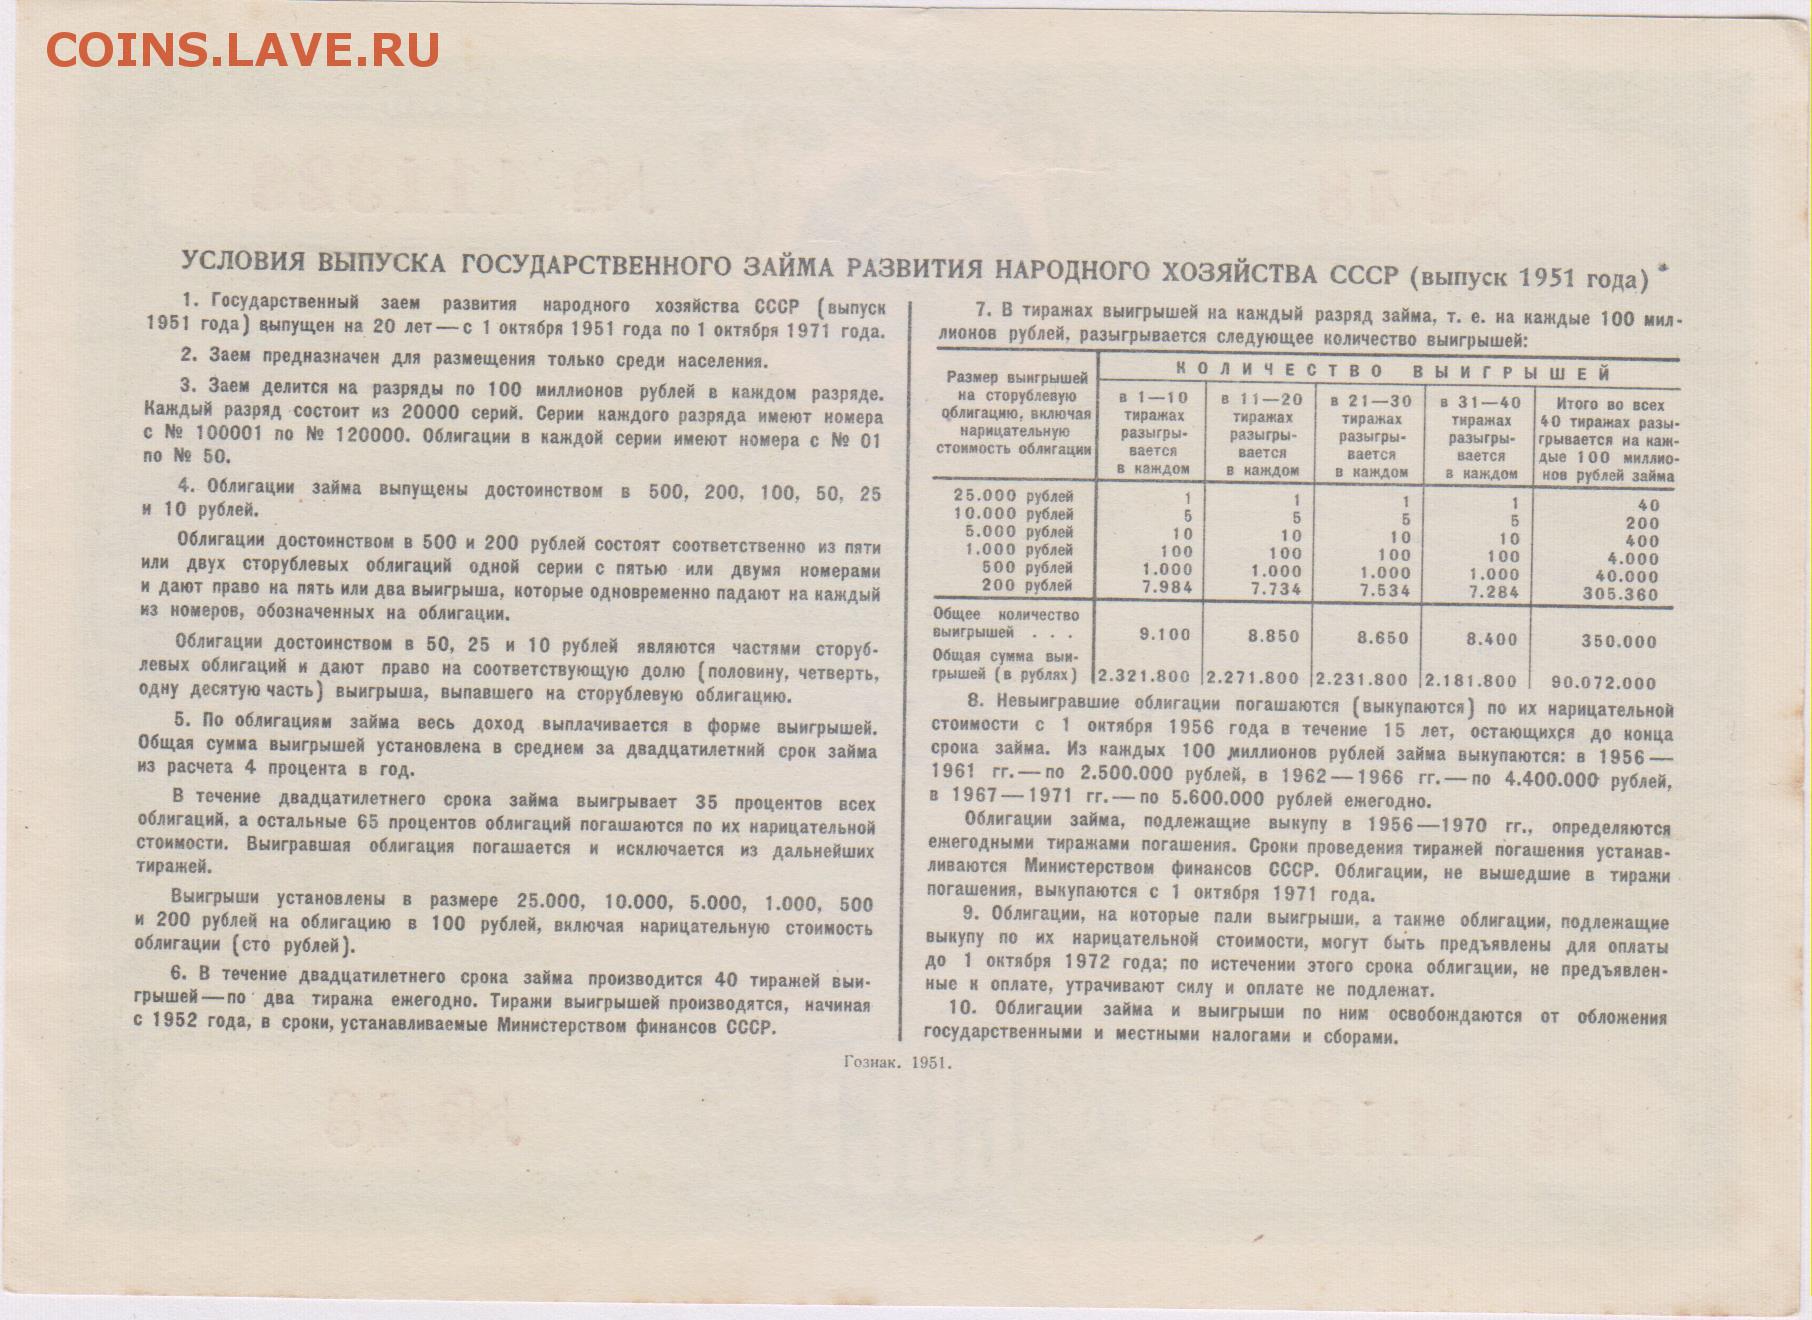 COINS.LAVE.RU
УСЛОВИЯ ВЫПУСКА ГОСУДАРСТВЕННОГО ЗАЙМА РАЗВИТИЯ НАРОДНОГО ХОЗЯЙСТВА СССР (выпуск 1951 года)
1. Государственный заем развития народного хозяйства СССР (выпуск
1951 года) выпущен на 20 лет — с 1 октября 1951 года по 1 октября 1971 года.
2. Заем предназначен для размещения только среди населения.
3. Заем делится на разряды по 100 миллионов рублей в каждом разряде.
Каждый разряд состоит из 20000 серий. Серии каждого разряда имеют номера
с № 100001 по № 120000. Облигации в каждой серии имеют номера с № 01
по № 50.
4. Облигации займа выпущены достоинством в 500, 200, 100, 50, 25
и 10 рублей.
Облигации достоинством в 500 и 200 рублей состоят соответственно из пяти
или двух сторублевых облигаций одной серии с пятью или двумя номерами
и дают право на пять или два выигрыша, которые одновременно падают на каждый
из номеров, обозначенных на облигации.
Облигации достоинством в 50, 25 и 10 рублей являются частями сторуб-
левых облигаций и дают право на соответствующую долю (половину, четверть,
одну десятую часть) выигрыша, выпавшего на сторублевую облигацию.
5. По облигациям займа весь доход выплачивается в форме выигрышей.
Общая сумма выигрышей установлена в среднем за двадцатилетний срок займа
из расчета 4 процента в год.
В течение двадцатилетнего срока займа выигрывает 35 процентов всех
облигаций, а остальные 65 процентов облигаций погашаются по их нарицательной
стоимости. Выигравшая облигация погашается и исключается из дальнейших
тиражей.
Выигрыши установлены в размере 25.000, 10.000, 5.000, 1.000, 500
и 200 рублей на облигацию в 100 рублей, включая нарицательную стоимость
облигации (сто рублей).
6. В течение двадцатилетнего срока займа производится 40 тиражей выи-
грышей — по два тиража ежегодно. Тиражи выигрышей производятся, начиная
с 1952 года, в сроки, устанавливаемые Министерством финансов СССР.
7. В тиражах выигрышей на каждый разряд займа, т. е. на каждые 100 мил-
лионов рублей, разыгрывается следующее количество выигрышей:
Размер выигрышей
на сторублевую
облигацию, включая
нарицательную
стоимость облигации
КОЛИЧЕСТВО ВЫИГРЫШЕЙ
в 1—10
тиражах
разыгры-
вается
в каждом
в 11—20
тиражах
разыгры-
вается
в каждом
в 21—30
тиражах
разыгры-
вается
в каждом
в 31—40
тиражах
разыгры-
вается
в каждом
Итого во всех
40 тиражах разы-
грывается на каж-
дые 100 миллио-
нов рублей займа
25.000 рублей 1 1 1 1 40
10.000 рублей 5 5 5 5 200
5.000 рублей 10 10 10 10 400
1.000 рублей 100 100 100 100 4.000
500 рублей 1.000 1.000 1.000 1.000 40.000
200 рублей 7.984 7.734 7.534 7.284 305.360
Общее количество
выигрышей . . . 9.100 8.850 8.650 8.400 350.000
Общая сумма выи-
грышей (в рублях) 2.321.800 2.271.800 2.231.800 2.181.800 90.072.000
8. Невыигравшие облигации погашаются (выкупаются) по их нарицательной
стоимости с 1 октября 1956 года в течение 15 лет, остающихся до конца
срока займа. Из каждых 100 миллионов рублей займа выкупаются: в 1956 —
1961 гг. — по 2.500.000 рублей, в 1962 — 1966 гг. — по 4.400.000 рублей,
в 1967 — 1971 гг. — по 5.600.000 рублей ежегодно.
Облигации займа, подлежащие выкупу в 1956 — 1970 гг., определяются
ежегодными тиражами погашения. Сроки проведения тиражей погашения устанав-
ливаются Министерством финансов СССР. Облигации, не вышедшие в тиражи
погашения, выкупаются с 1 октября 1971 года.
9. Облигации, на которые пали выигрыши, а также облигации, подлежащие
выкупу по их нарицательной стоимости, могут быть предъявлены для оплаты
до 1 октября 1972 года; по истечении этого срока облигации, не предъявлен-
ные к оплате, утрачивают силу и оплате не подлежат.
10. Облигации займа и выигрыши по ним освобождаются от обложения
государственными и местными налогами и сборами.
Гознак. 1951.